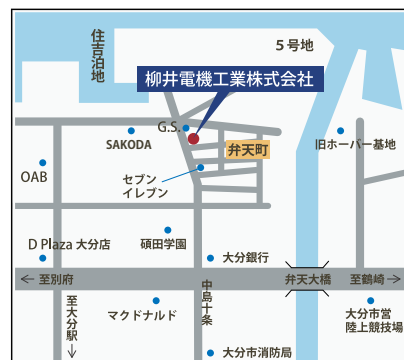 住吉泊地
5号地
柳井電機工業株式会社
G.S.
SAKODA
弁天町
旧ホーバー基地
OAB
セブン
イレブン
D Plaza 大分店
碩田学園
大分銀行
←至別府
中島十条
弁天大橋
至鶴崎→
至大分駅→
マクドナルド
大分市営
陸上競技場
大分市消防局